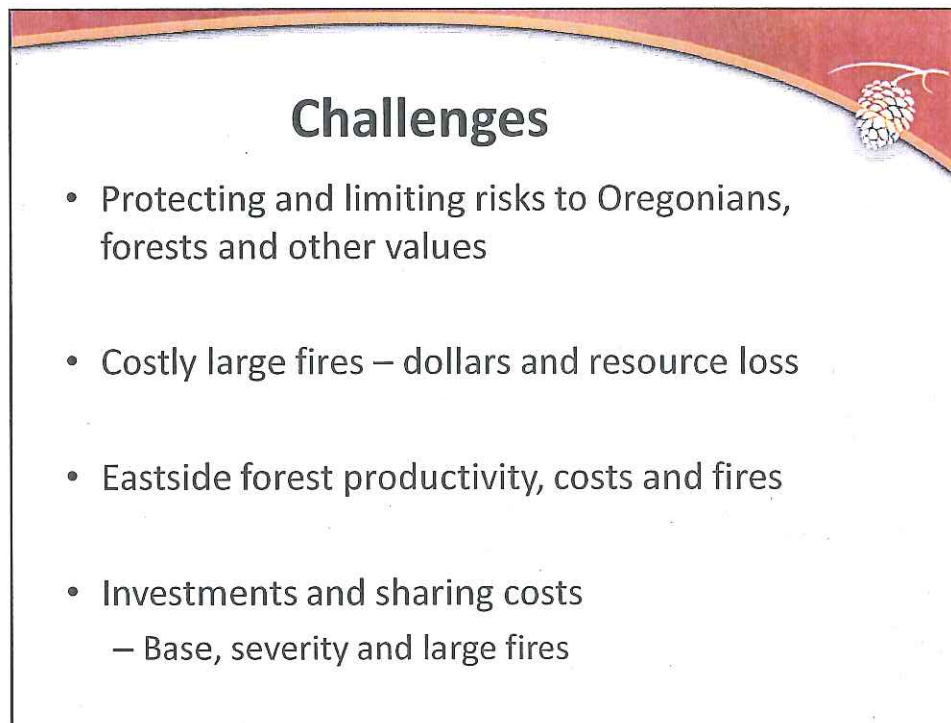 Challenges
• Protecting and limiting risks to Oregonians,
forests and other values
• Costly large fires – dollars and resource loss
• Eastside forest productivity, costs and fires
• Investments and sharing costs
– Base, severity and large fires